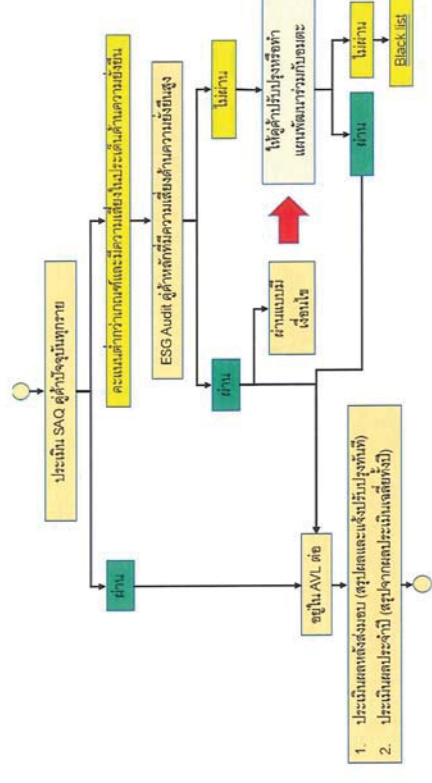 ประเมิน SAQ คู่ค้าปัจจุบันทุกราย
ผ่าน
คะแนนต่ำกว่าเกณฑ์และมีความเสี่ยงในประเด็นด้านความยั่งยืน
ESG Audit คู่ค้าหลักที่มีความเสี่ยงด้านความยั่งยืนสูง
ผ่าน
ไม่ผ่าน
ผ่านแบบมี
เงื่อนไข
ให้คู่ค้าปรับปรุงหรือทำ
แผนพัฒนาร่วมกับอมตะ
ผ่าน
ไม่ผ่าน
Black list
อยู่ใน AVL ต่อ
1. ประเมินผลหลังส่งมอบ (สรุปผลและแจ้งปรับปรุงทันที)
2. ประเมินผลประจำปี (สรุปจากผลประเมินเฉลี่ยทั้งปี)